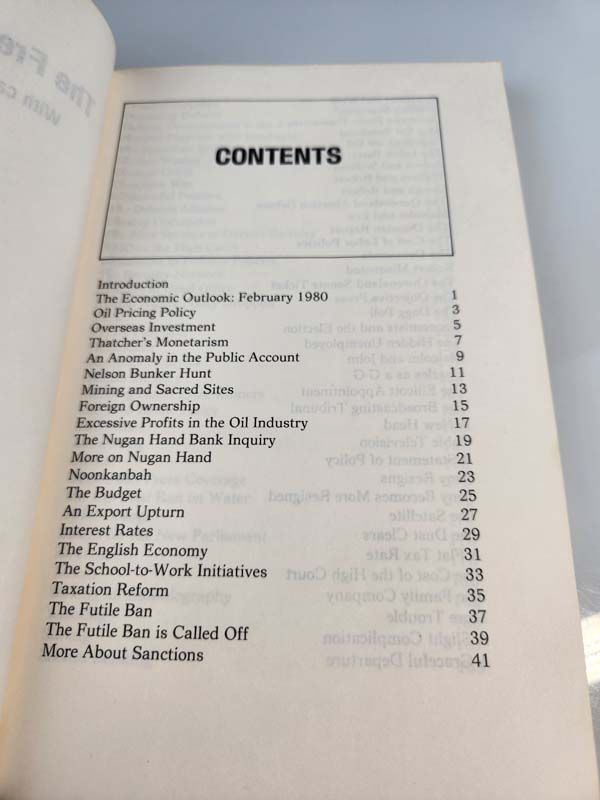 CONTENTS
Introduction
The Economic Outlook: February 1980 1
Oil Pricing Policy 3
Overseas Investment 5
Thatcher's Monetarism 7
An Anomaly in the Public Account 9
Nelson Bunker Hunt 11
Mining and Sacred Sites 13
Foreign Ownership 15
Excessive Profits in the Oil Industry 17
The Nugan Hand Bank Inquiry 19
More on Nugan Hand 21
Noonkanbah 23
The Budget 25
An Export Upturn 27
Interest Rates 29
The English Economy 31
The School-to-Work Initiatives 33
Taxation Reform 35
The Futile Ban 37
The Futile Ban is Called Off 39
More About Sanctions 41